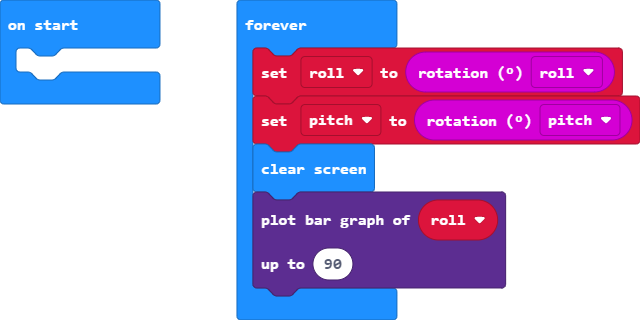 on start
forever
set roll to rotation (º) roll
set pitch to rotation (º) pitch
clear screen
plot bar graph of roll
up to 90